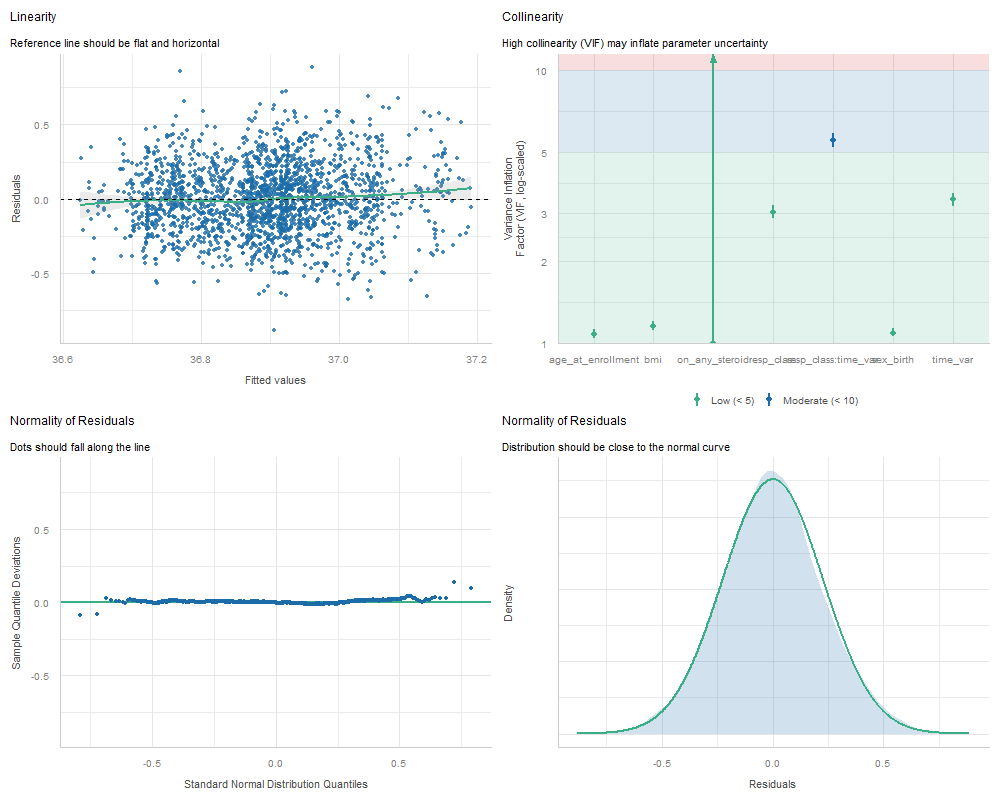 Linearity
Reference line should be flat and horizontal
Residuals
0.5
0.0
-0.5
36.6
36.8
37.0
37.2
Fitted values
Collinearity
High collinearity (VIF) may inflate parameter uncertainty
Variance Inflation
Factor (VIF, log-scaled)
10
5
3
2
1
age_at_enrollment
bmi
on_any_steroid
resp_class
resp_class:time_var
sex_birth
time_var
Low (< 5)
Moderate (< 10)
Normality of Residuals
Dots should fall along the line
Sample Quantile Deviations
0.5
0.0
-0.5
-0.5
0.0
0.5
Standard Normal Distribution Quantiles
Normality of Residuals
Distribution should be close to the normal curve
Density
-0.5
0.0
0.5
Residuals